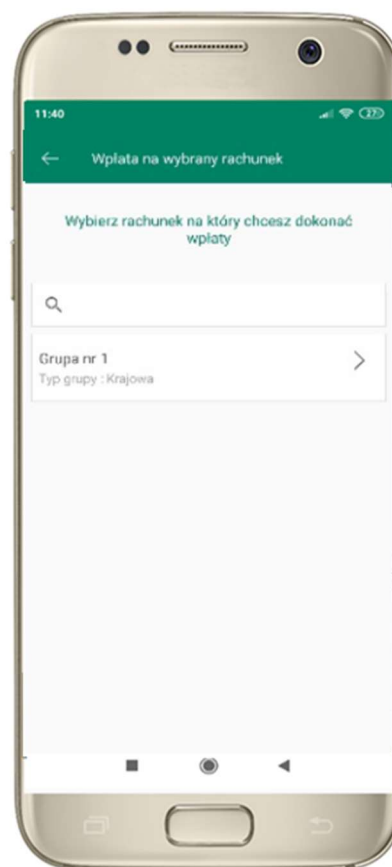 11:40
27
Wpłata na wybrany rachunek
Wybierz rachunek na który chcesz dokonać
wpłaty
Grupa nr 1
Typ grupy : Krajowa